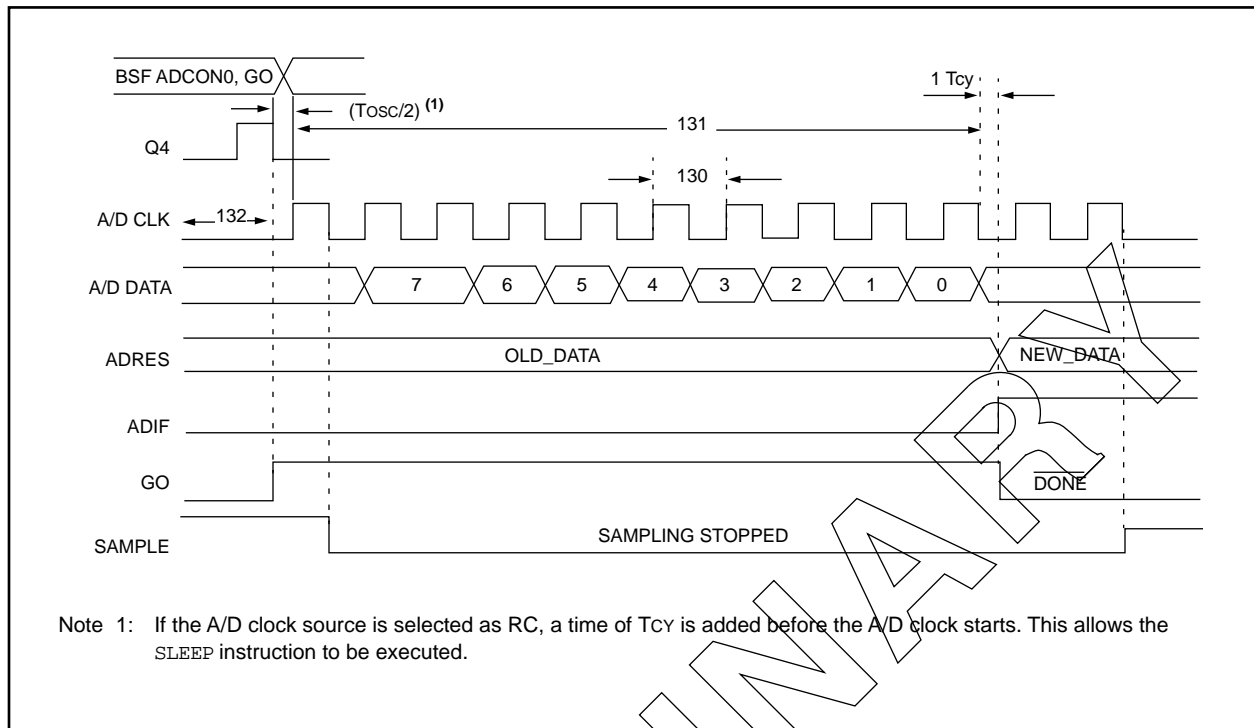 BSF ADCON0, GO
1 Tcy
(TOSC/2) (1)
131
Q4
130
A/D CLK
132
A/D DATA
7 6 5 4 3 2 1 0
ADRES
OLD_DATA
NEW_DATA
ADIF
GO
DONE
SAMPLE
SAMPLING STOPPED
Note 1: If the A/D clock source is selected as RC, a time of TCY is added before the A/D clock starts. This allows the
SLEEP instruction to be executed.
INARY